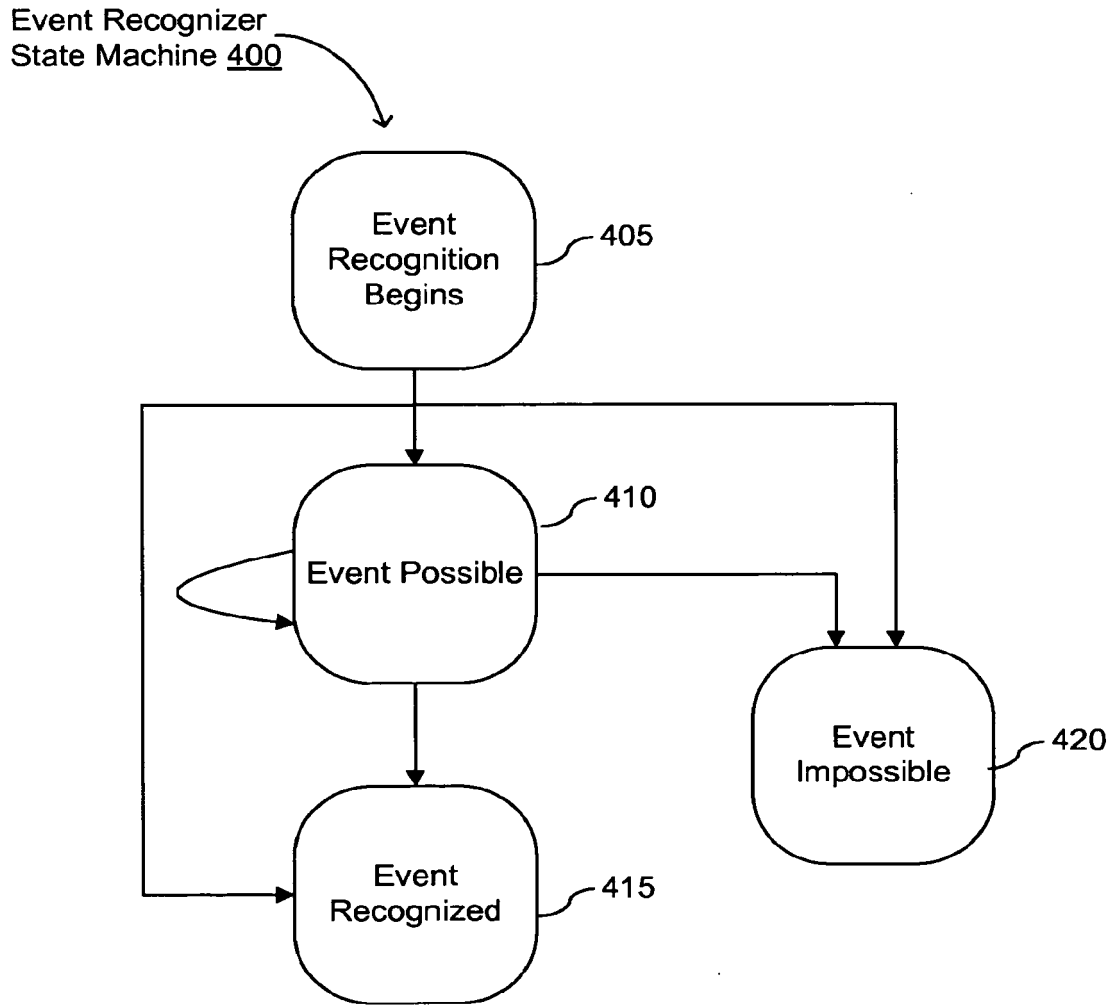 Event Recognizer
State Machine 400
Event
Recognition
Begins
405
410
Event Possible
Event
Impossible
420
Event
Recognized
415